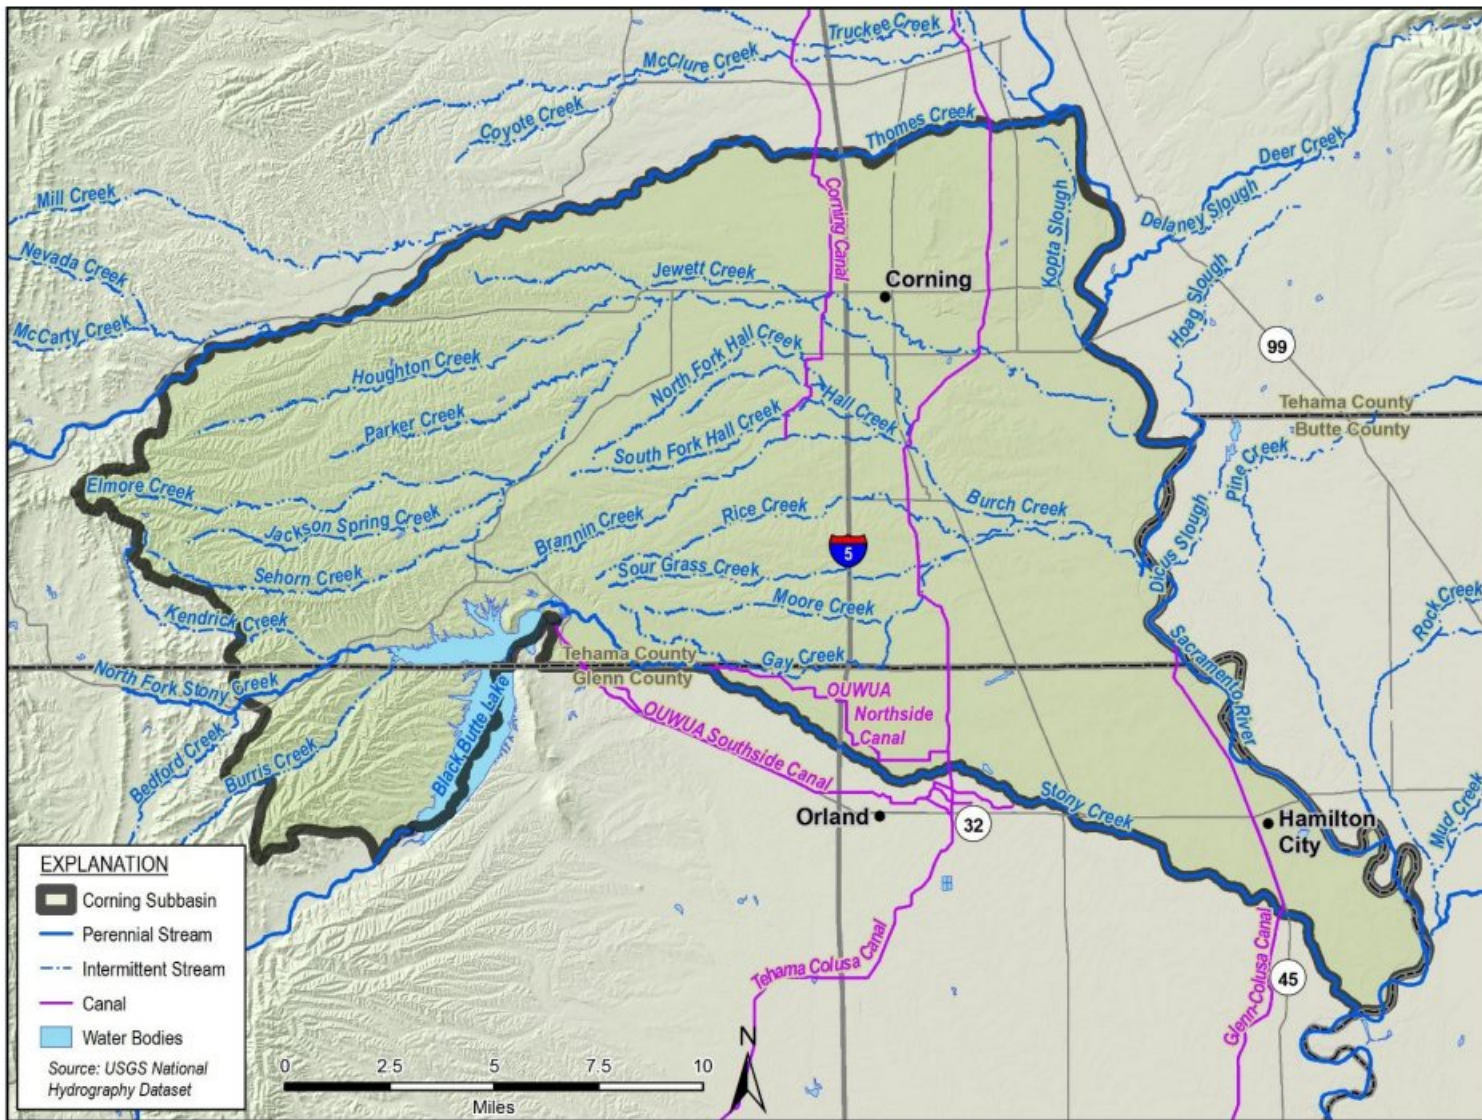 Truckee Creek
McClure Creek
Coyote Creek
Thomes Creek
Deer Creek
Mill Creek
Corning Canal
Kopta Slough
Delaney Slough
Nevada Creek
Jewett Creek
Corning
Hoag Slough
McCarty Creek
99
Houghton Creek
North Fork Hall Creek
Hall Creek
Tehama County
Butte County
Parker Creek
South Fork Hall Creek
Pine Creek
Elmore Creek
Jackson Spring Creek
Brannin Creek
Rice Creek
Burch Creek
5
Dicus Slough
Sehorn Creek
Sour Grass Creek
Moore Creek
Rock Creek
Kendrick Creek
Tehama County
Glenn County
Gay Creek
Sacramento River
North Fork Stony Creek
OUWUA
Northside
Canal
OUWUA Southside Canal
Black Butte Lake
Bedford Creek
Burris Creek
Stony Creek
Orland
32
Hamilton
City
Mud Creek
Tehama Colusa Canal
Glenn-Colusa Canal
45
EXPLANATION
Corning Subbasin
Perennial Stream
Intermittent Stream
Canal
Water Bodies
Source: USGS National
Hydrography Dataset
0 2.5 5 7.5 10
Miles
N